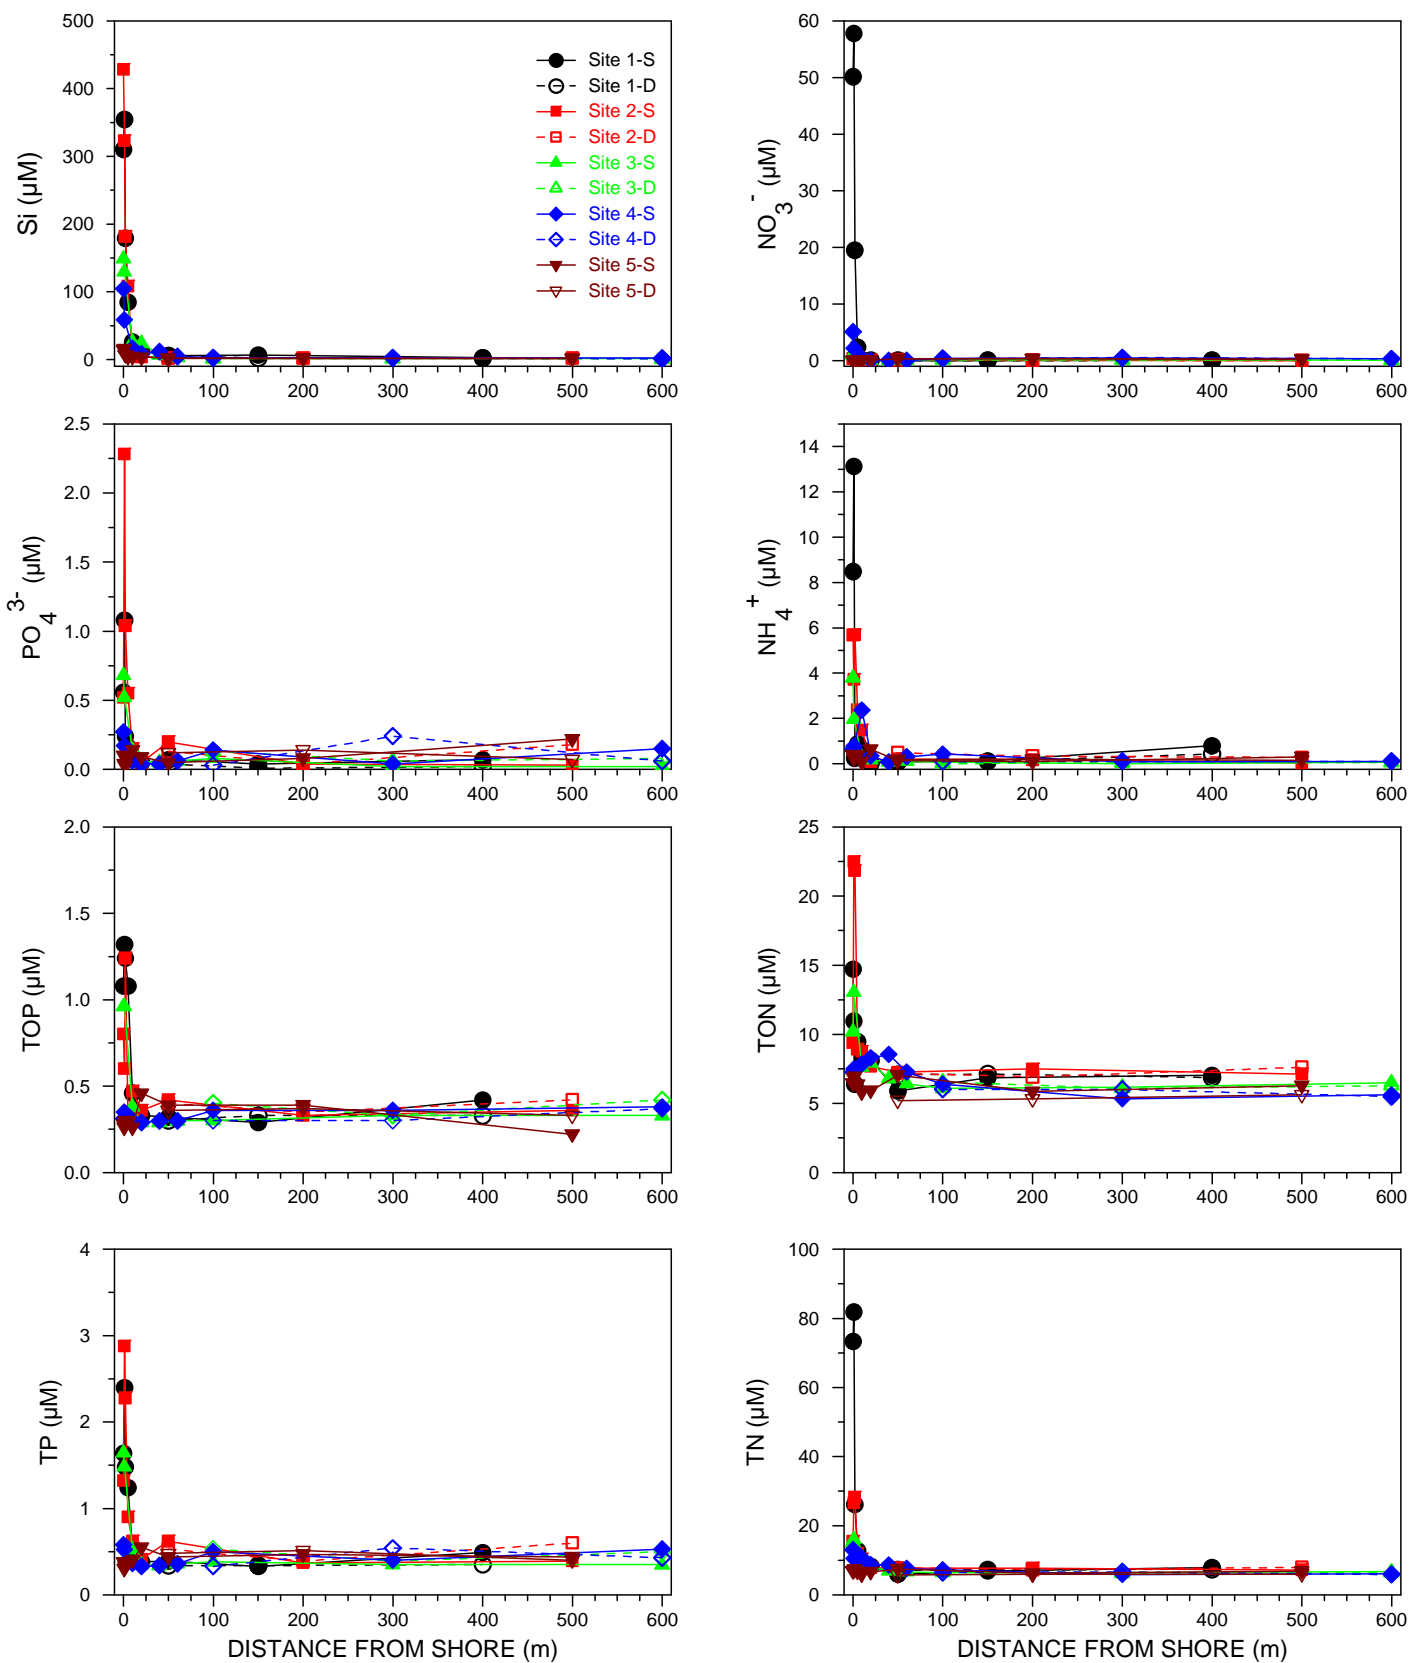 500
400
300
200
100
0
Si (µM)
0 100 200 300 400 500 600
Site 1-S
Site 1-D
Site 2-S
Site 2-D
Site 3-S
Site 3-D
Site 4-S
Site 4-D
Site 5-S
Site 5-D
60
50
40
30
20
10
0
NO3- (µM)
0 100 200 300 400 500 600
2.5
2.0
1.5
1.0
0.5
0.0
PO43- (µM)
0 100 200 300 400 500 600
14
12
10
8
6
4
2
0
NH4+ (µM)
0 100 200 300 400 500 600
2.0
1.5
1.0
0.5
0.0
TOP (µM)
0 100 200 300 400 500 600
25
20
15
10
5
0
TON (µM)
0 100 200 300 400 500 600
4
3
2
1
0
TP (µM)
0 100 200 300 400 500 600
DISTANCE FROM SHORE (m)
100
80
60
40
20
0
TN (µM)
0 100 200 300 400 500 600
DISTANCE FROM SHORE (m)